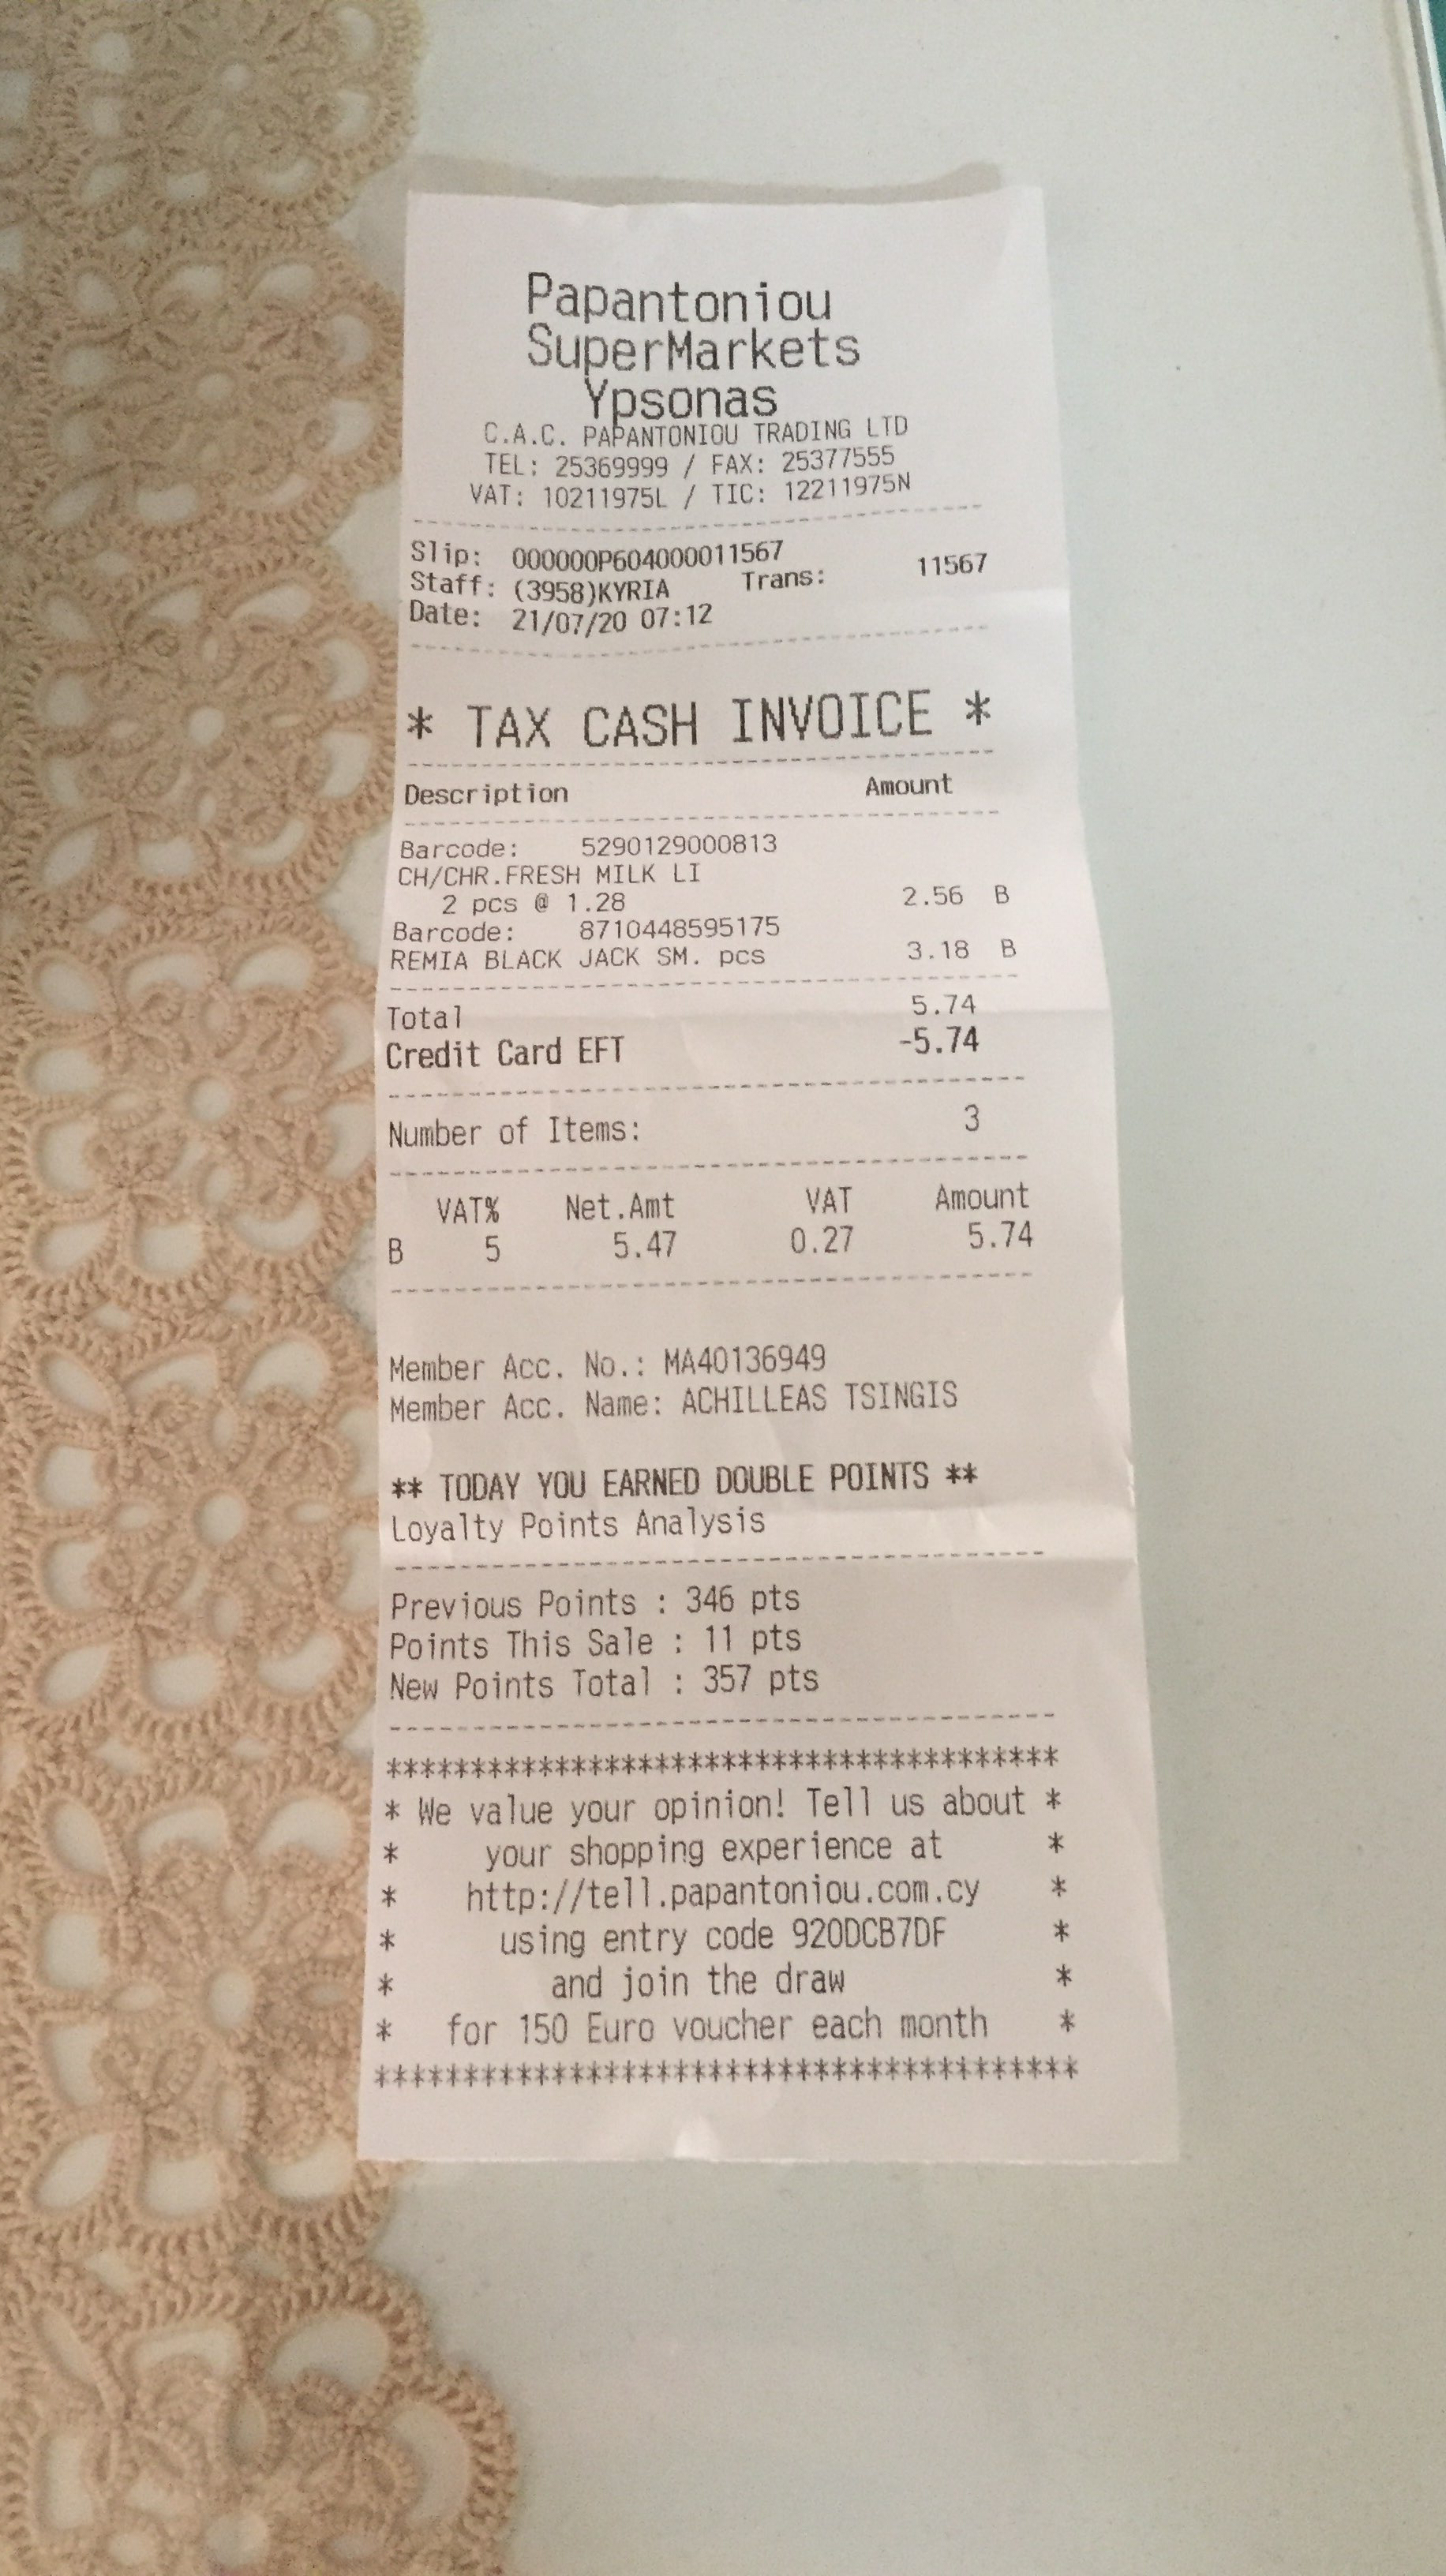 Papantoniou
SuperMarkets
Ypsonas
C.A.C. PAPANTONIOU TRADING LTD
TEL: 25369999 / FAX: 25377555
VAT: 10211975L / TIC: 12211975N
----------------------------------------
Slip: 000000P604000011567
Staff: (3958)KYRIA Trans: 11567
Date: 21/07/20 07:12
----------------------------------------
* TAX CASH INVOICE *
----------------------------------------
Description Amount
----------------------------------------
Barcode: 5290129000813
CH/CHR.FRESH MILK LI
2 pcs @ 1.28 2.56 B
Barcode: 8710448595175
REMIA BLACK JACK SM. pcs 3.18 B
----------------------------------------
Total 5.74
Credit Card EFT -5.74
----------------------------------------
Number of Items: 3
----------------------------------------
VAT% Net.Amt VAT Amount
B 5 5.47 0.27 5.74
----------------------------------------
Member Acc. No.: MA40136949
Member Acc. Name: ACHILLEAS TSINGIS
** TODAY YOU EARNED DOUBLE POINTS **
Loyalty Points Analysis
----------------------------------------
Previous Points : 346 pts
Points This Sale : 11 pts
New Points Total : 357 pts
----------------------------------------
****************************************
* We value your opinion! Tell us about *
* your shopping experience at *
* http://tell.papantoniou.com.cy *
* using entry code 920DCB7DF *
* and join the draw *
* for 150 Euro voucher each month *
****************************************